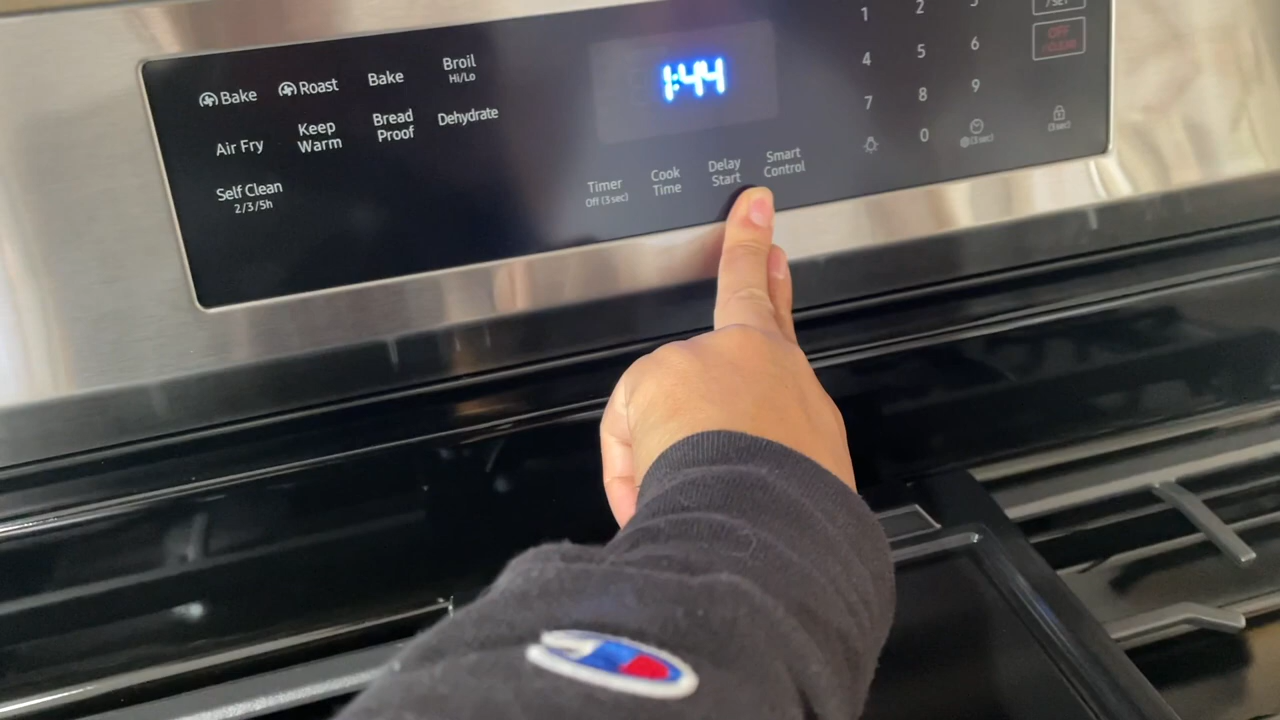 Bake
Roast
Bake
Broil
Hi/Lo
Air Fry
Keep
Warm
Bread
Proof
Dehydrate
Self Clean
2/3/5h
1:44
Timer
Off (3 sec)
Cook
Time
Delay
Start
Smart
Control
1
2
3
/SET
4
5
6
OFF
/CLEAR
7
8
9
0
(3 sec)
(3sec)